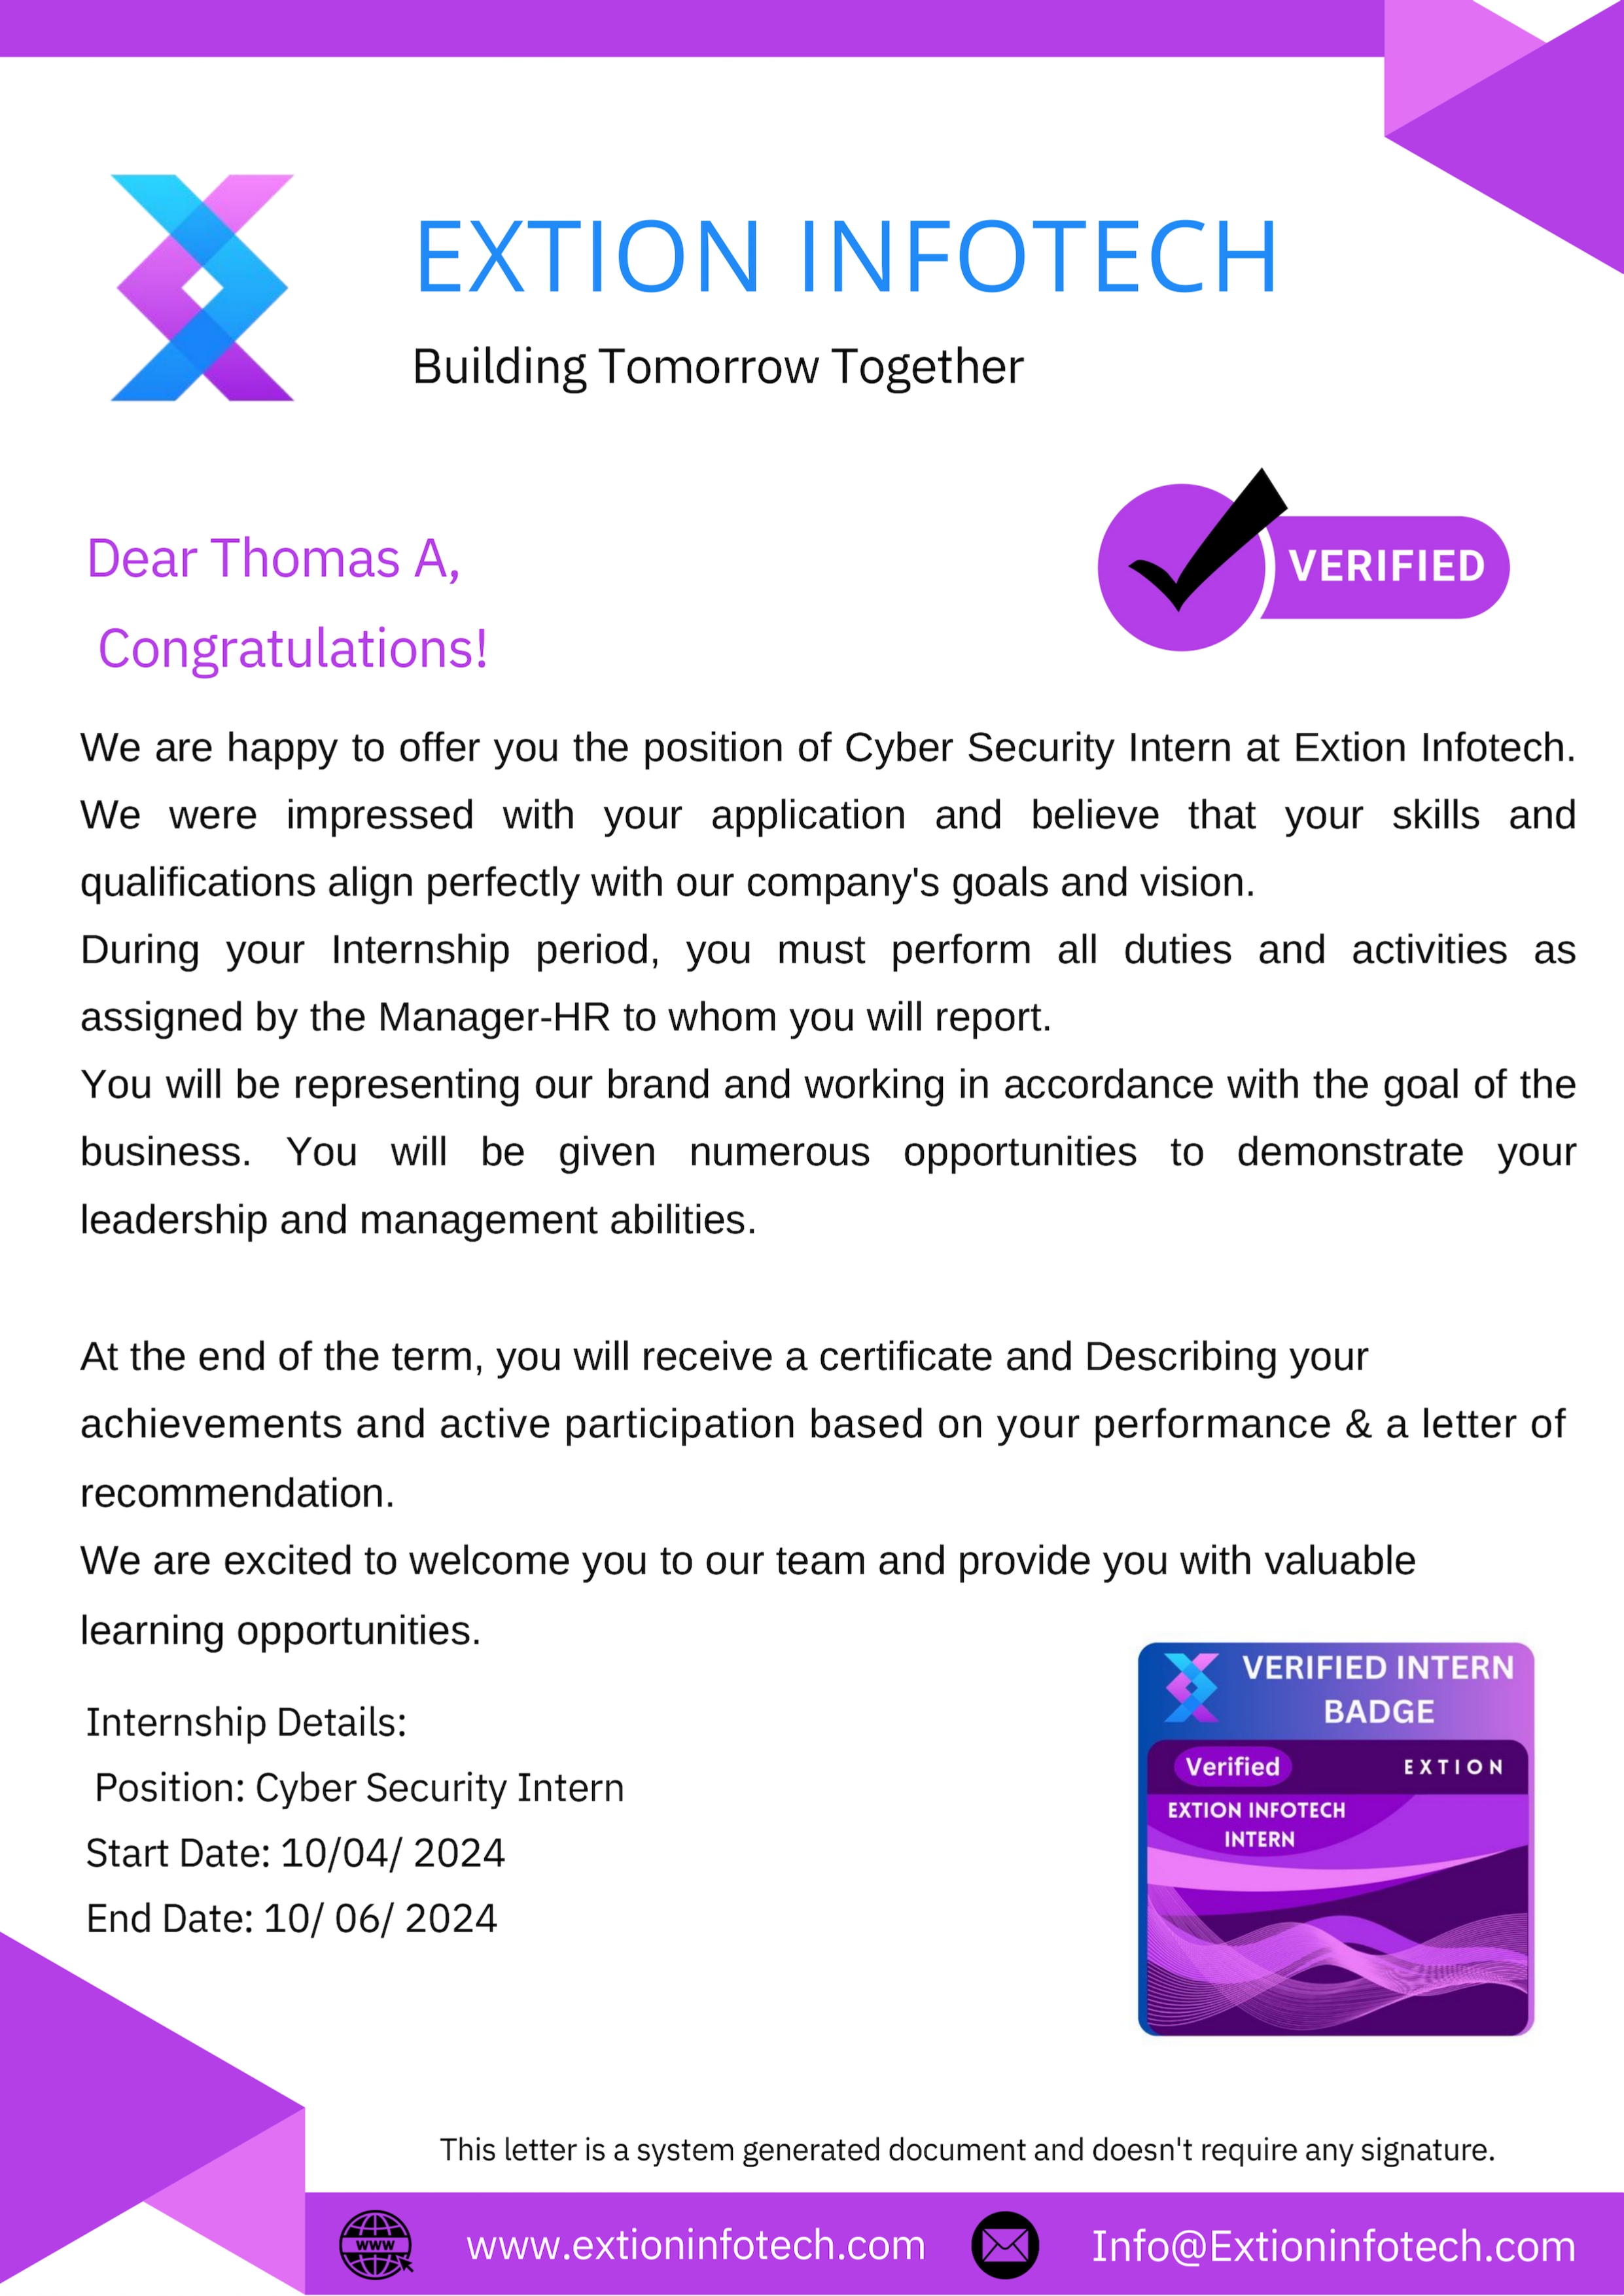 EXTION INFOTECH
Building Tomorrow Together
VERIFIED
Dear Thomas A,
Congratulations!
We are happy to offer you the position of Cyber Security Intern at Extion Infotech.
We were impressed with your application and believe that your skills and
qualifications align perfectly with our company's goals and vision.
During your Internship period, you must perform all duties and activities as
assigned by the Manager-HR to whom you will report.
You will be representing our brand and working in accordance with the goal of the
business. You will be given numerous opportunities to demonstrate your
leadership and management abilities.
At the end of the term, you will receive a certificate and Describing your
achievements and active participation based on your performance & a letter of
recommendation.
We are excited to welcome you to our team and provide you with valuable
learning opportunities.
Internship Details:
Position: Cyber Security Intern
Start Date: 10/04/ 2024
End Date: 10/ 06/ 2024
VERIFIED INTERN
BADGE
Verified
EXTION
EXTION INFOTECH
INTERN
This letter is a system generated document and doesn't require any signature.
www
www.extioninfotech.com
Info@Extioninfotech.com